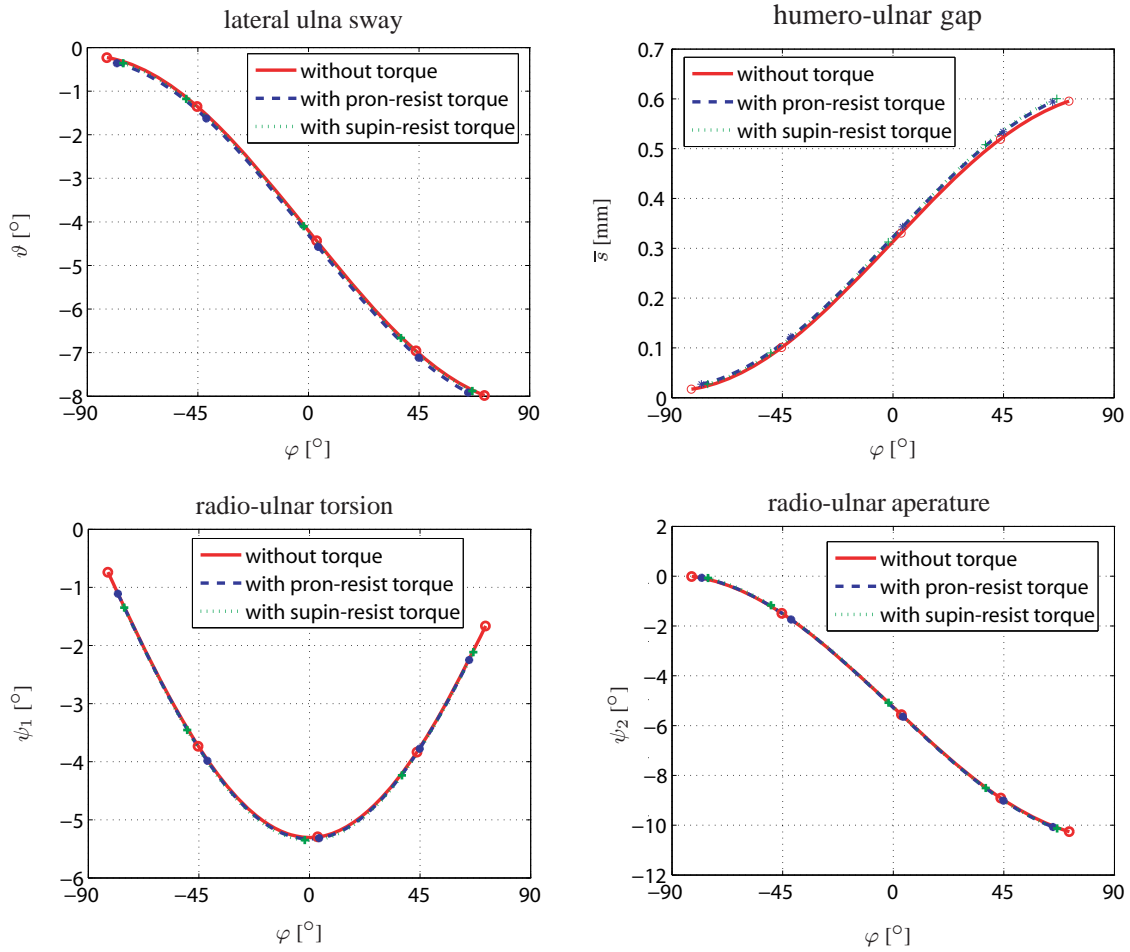 lateral ulna sway
0
−1
−2
−3
−4
−5
−6
−7
−8
ϑ [°]
without torque
with pron-resist torque
with supin-resist torque
−90 −45 0 45 90
φ [°]
humero-ulnar gap
0.7
0.6
0.5
0.4
0.3
0.2
0.1
0
s̅ [mm]
without torque
with pron-resist torque
with supin-resist torque
−90 −45 0 45 90
φ [°]
radio-ulnar torsion
0
−1
−2
−3
−4
−5
−6
ψ₁ [°]
without torque
with pron-resist torque
with supin-resist torque
−90 −45 0 45 90
φ [°]
radio-ulnar aperature
2
0
−2
−4
−6
−8
−10
−12
ψ₂ [°]
without torque
with pron-resist torque
with supin-resist torque
−90 −45 0 45 90
φ [°]